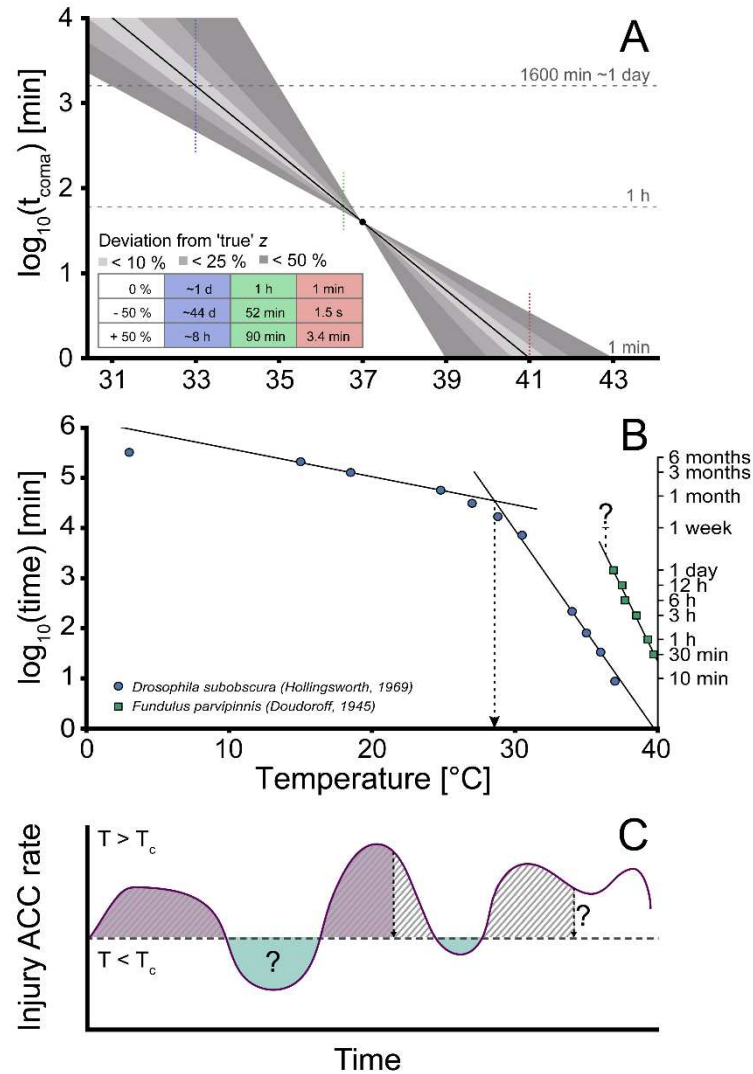 A
log₁₀(t_coma) [min]
4
3
2
1
0
1600 min ~1 day
1 h
1 min
Deviation from 'true' z
< 10 % < 25 % < 50 %
0 % ~1 d 1 h 1 min
- 50 % ~44 d 52 min 1.5 s
+ 50 % ~8 h 90 min 3.4 min
31 33 35 37 39 41 43
B
log₁₀(time) [min]
6
5
4
3
2
1
0
6 months
3 months
1 month
1 week
1 day
12 h
6 h
3 h
1 h
30 min
10 min
?
Drosophila subobscura (Hollingsworth, 1969)
Fundulus parvipinnis (Doudoroff, 1945)
0 10 20 30 40
Temperature [°C]
C
Injury ACC rate
T > T_c
T < T_c
?
?
Time